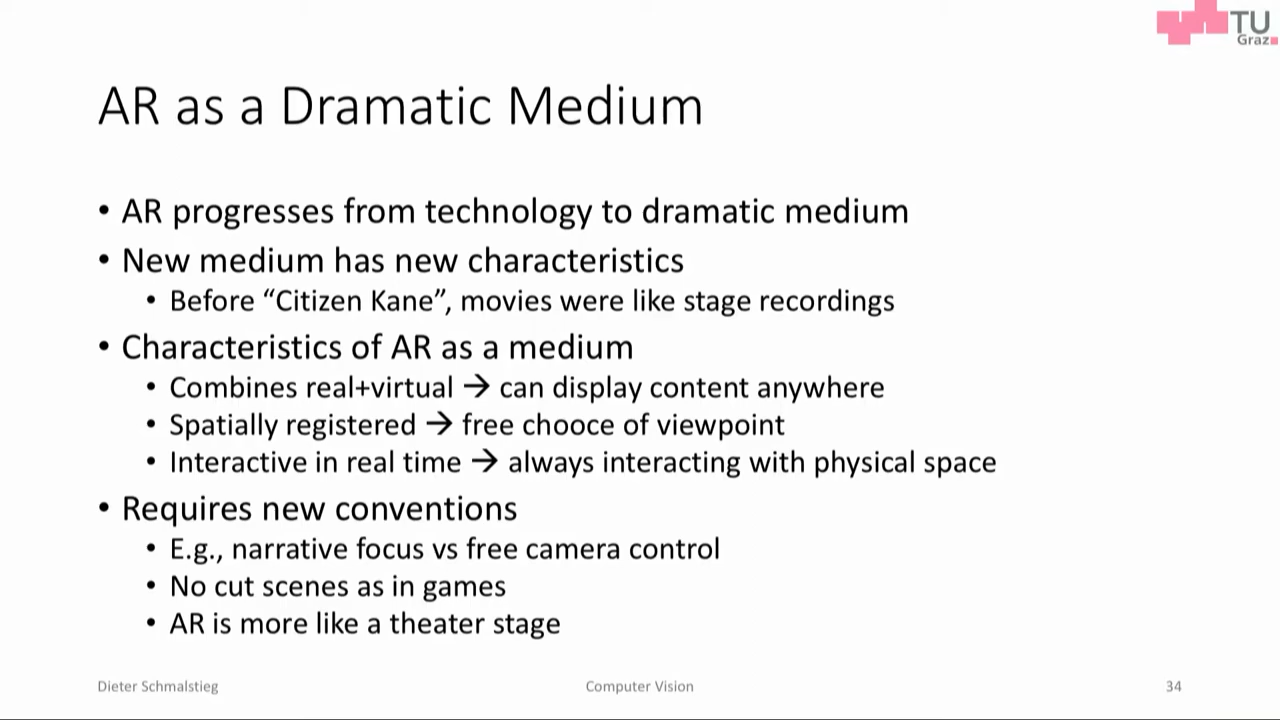 TU
Graz
AR as a Dramatic Medium
• AR progresses from technology to dramatic medium
• New medium has new characteristics
• Before “Citizen Kane”, movies were like stage recordings
• Characteristics of AR as a medium
• Combines real+virtual → can display content anywhere
• Spatially registered → free chooce of viewpoint
• Interactive in real time → always interacting with physical space
• Requires new conventions
• E.g., narrative focus vs free camera control
• No cut scenes as in games
• AR is more like a theater stage
Dieter Schmalstieg
Computer Vision
34